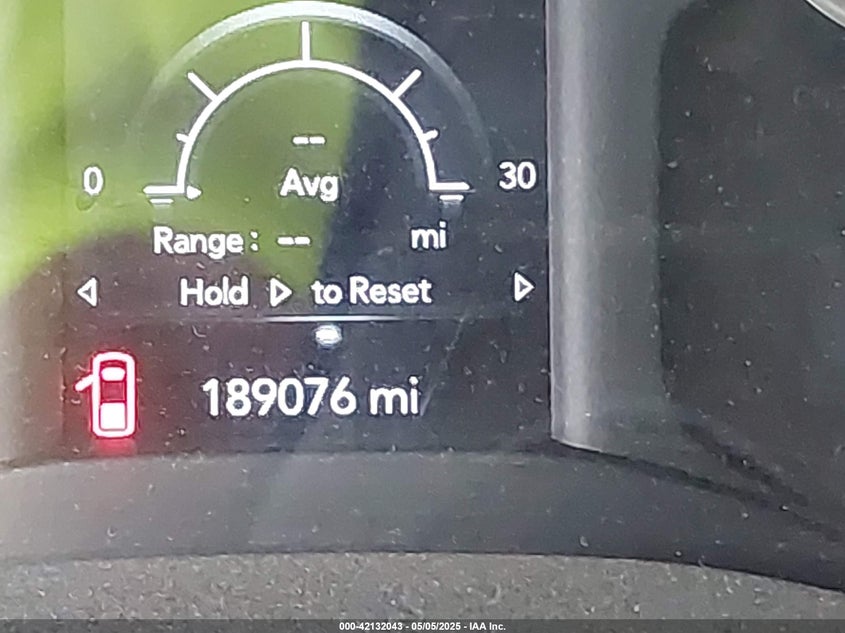 --
0 Avg 30
Range: -- mi
Hold to Reset
189076 mi
000-42132043 - 05/05/2025 - IAA Inc.